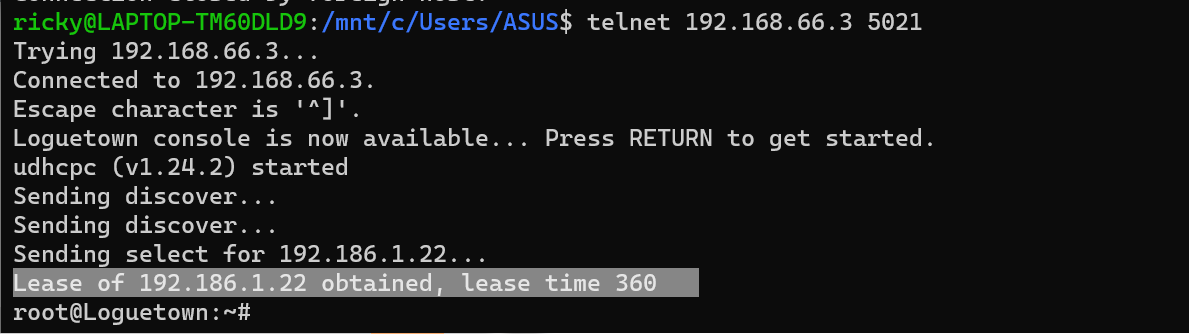 ricky@LAPTOP-TM60DLD9:/mnt/c/Users/ASUS$ telnet 192.168.66.3 5021
Trying 192.168.66.3...
Connected to 192.168.66.3.
Escape character is '^]'.
Loguetown console is now available... Press RETURN to get started.
udhcpc (v1.24.2) started
Sending discover...
Sending discover...
Sending select for 192.186.1.22...
Lease of 192.186.1.22 obtained, lease time 360
root@Loguetown:~#